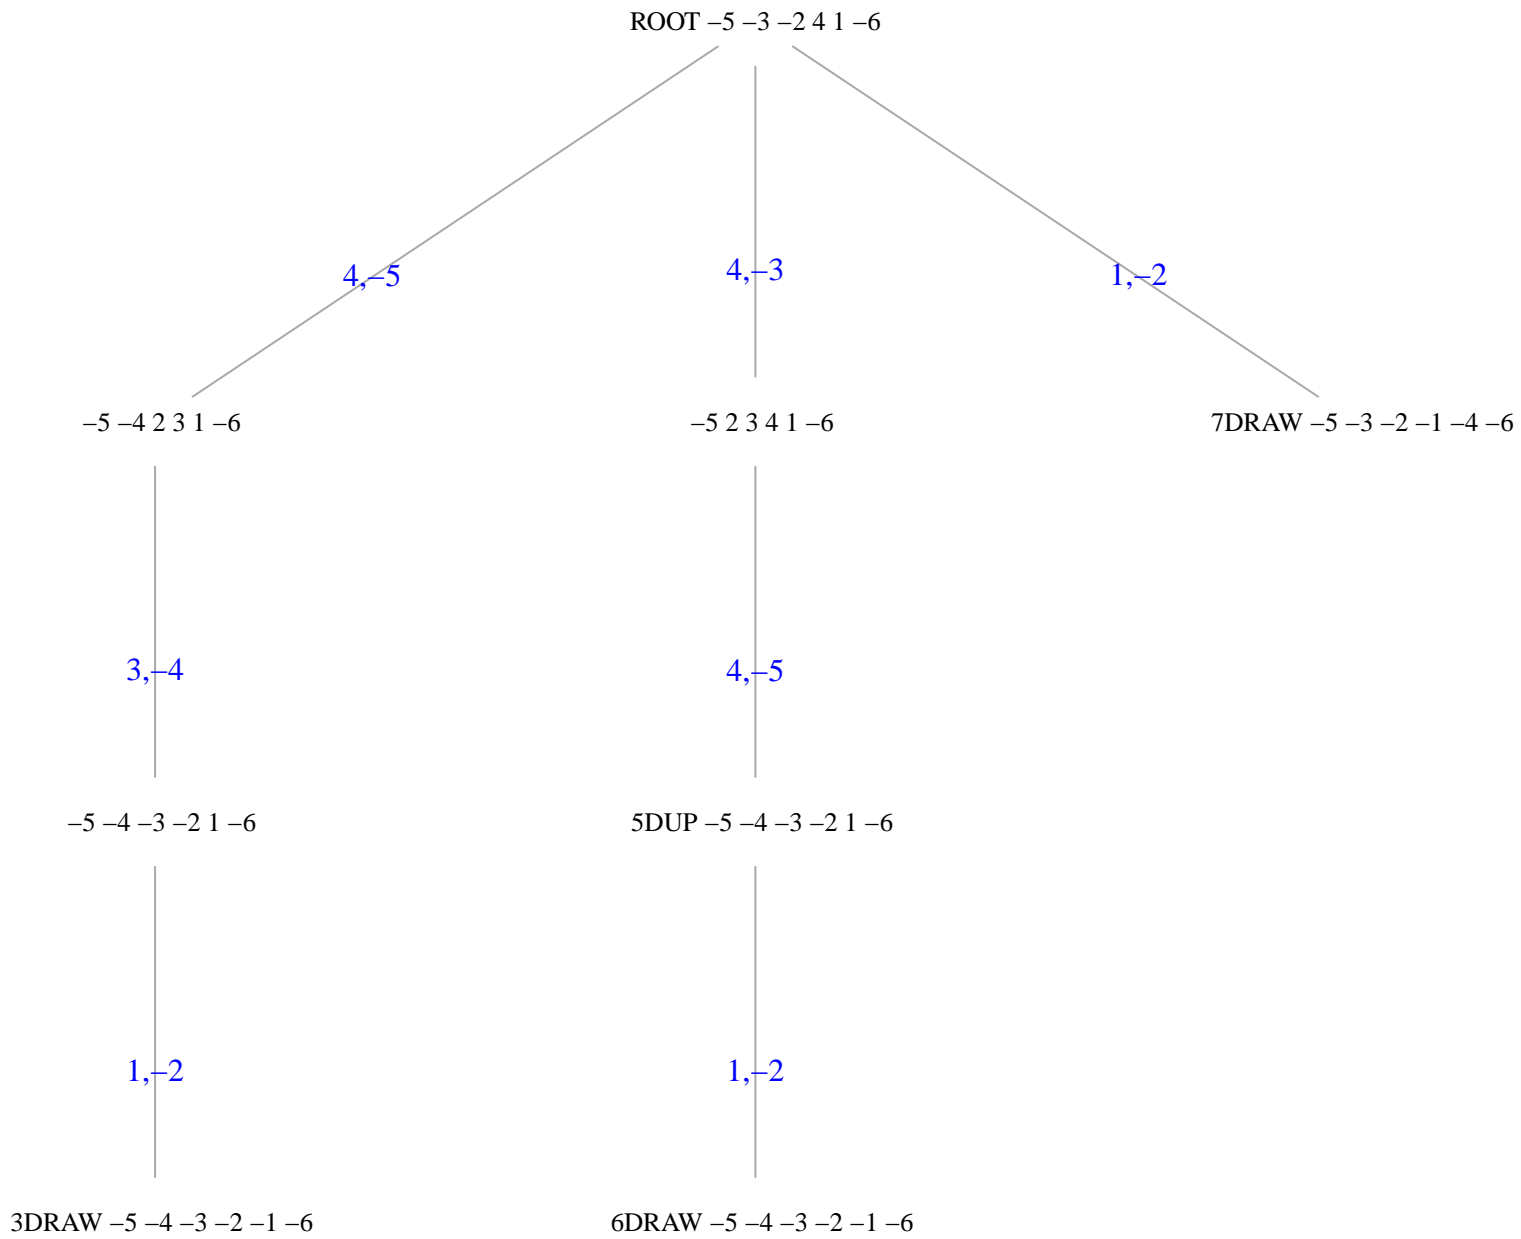 ROOT –5 –3 –2 4 1 –6
4,–5
4,–3
1,–2
–5 –4 2 3 1 –6
–5 2 3 4 1 –6
7DRAW –5 –3 –2 –1 –4 –6
3,–4
4,–5
–5 –4 –3 –2 1 –6
5DUP –5 –4 –3 –2 1 –6
1,–2
1,–2
3DRAW –5 –4 –3 –2 –1 –6
6DRAW –5 –4 –3 –2 –1 –6